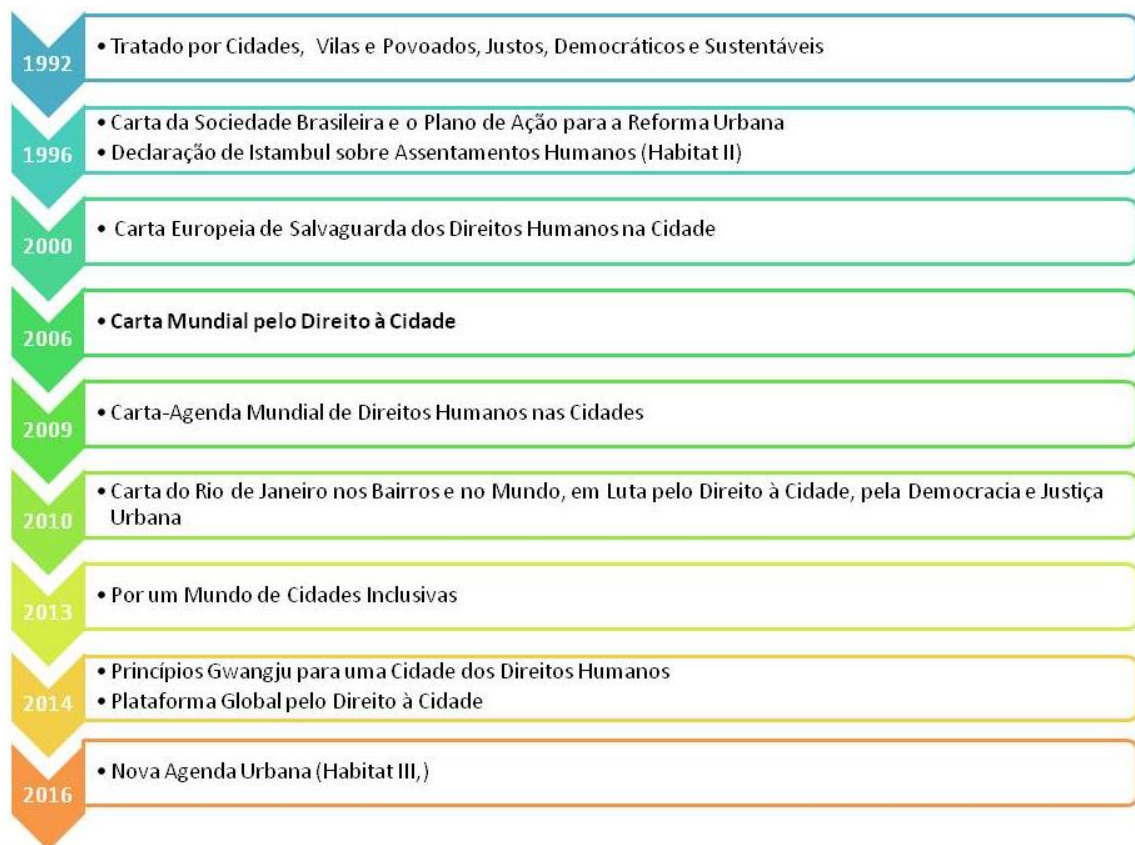 1992
• Tratado por Cidades, Vilas e Povoados, Justos, Democráticos e Sustentáveis
1996
• Carta da Sociedade Brasileira e o Plano de Ação para a Reforma Urbana
• Declaração de Istambul sobre Assentamentos Humanos (Habitat II)
2000
• Carta Europeia de Salvaguarda dos Direitos Humanos na Cidade
2006
• Carta Mundial pelo Direito à Cidade
2009
• Carta-Agenda Mundial de Direitos Humanos nas Cidades
2010
• Carta do Rio de Janeiro nos Bairros e no Mundo, em Luta pelo Direito à Cidade, pela Democracia e Justiça
Urbana
2013
• Por um Mundo de Cidades Inclusivas
2014
• Princípios Gwangju para uma Cidade dos Direitos Humanos
• Plataforma Global pelo Direito à Cidade
2016
• Nova Agenda Urbana (Habitat III,)